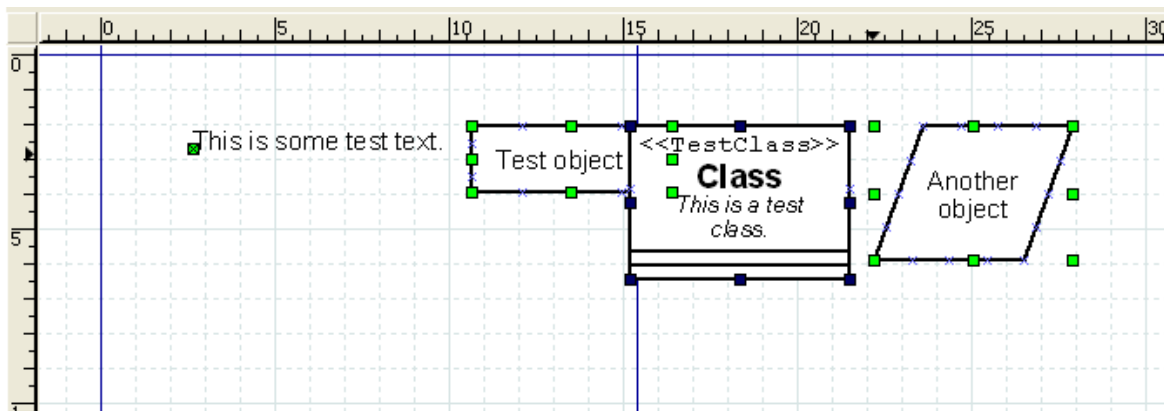 0 5 10 15 20 25 30
0
This is some test text.
Test object
<<TestClass>>
Class
This is a test
class.
Another
object
5